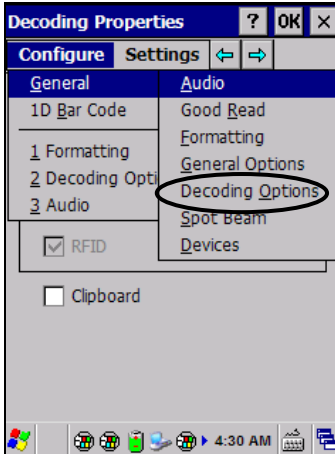 Decoding Properties ? OK ×
Configure Settings
General
1D Bar Code
1 Formatting
2 Decoding Opti
3 Audio
Audio
Good Read
Formatting
General Options
Decoding Options
Spot Beam
Devices
RFID
Clipboard
4:30 AM